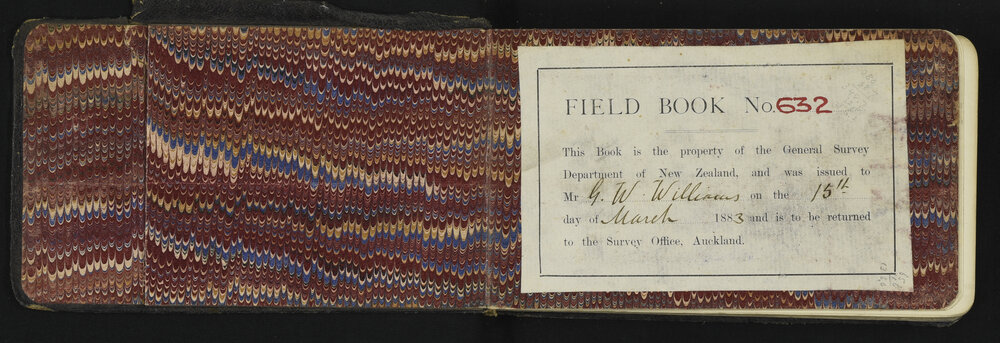 FIELD BOOK No. 632
This Book is the property of the General Survey
Department of New Zealand, and was issued to
Mr G. W. Williams on the 15th
day of March 1883 and is to be returned
to the Survey Office, Auckland.